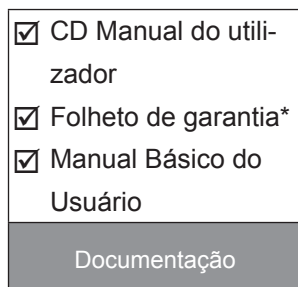 ☑ CD Manual do utili-
zador
☑ Folheto de garantia*
☑ Manual Básico do
Usuário
Documentação